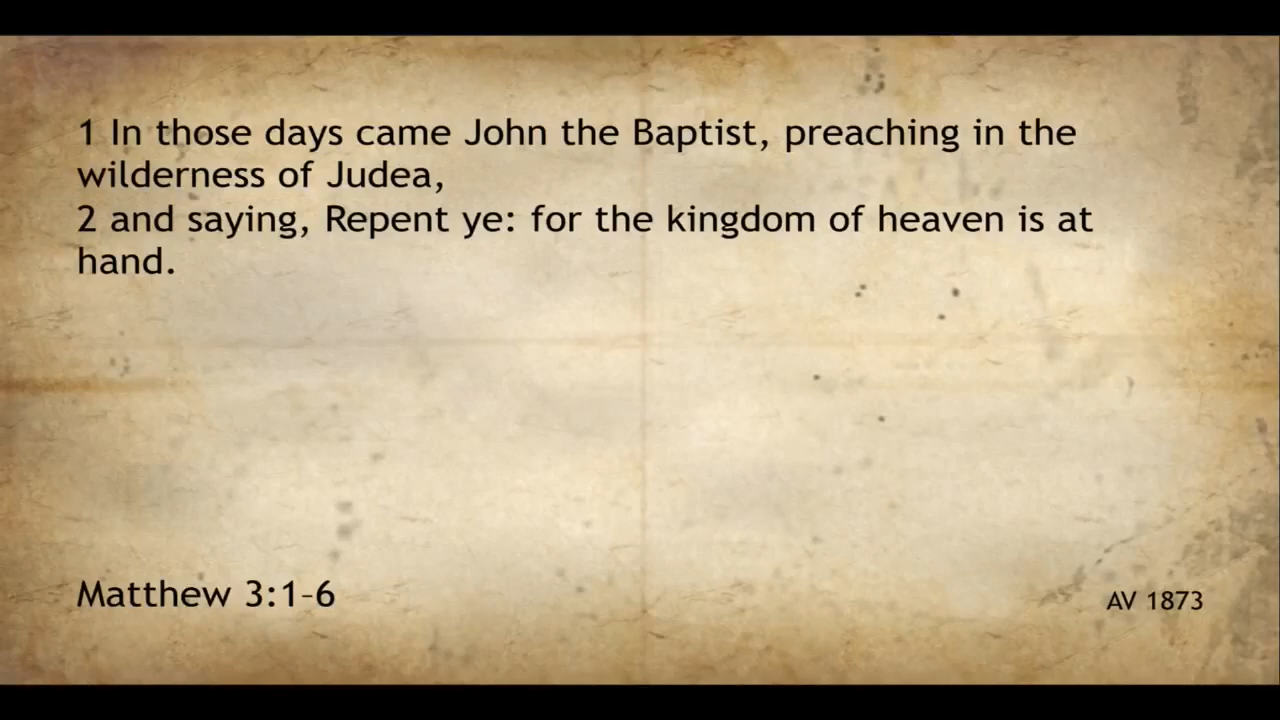 1 In those days came John the Baptist, preaching in the
wilderness of Judea,
2 and saying, Repent ye: for the kingdom of heaven is at
hand.
Matthew 3:1–6
AV 1873